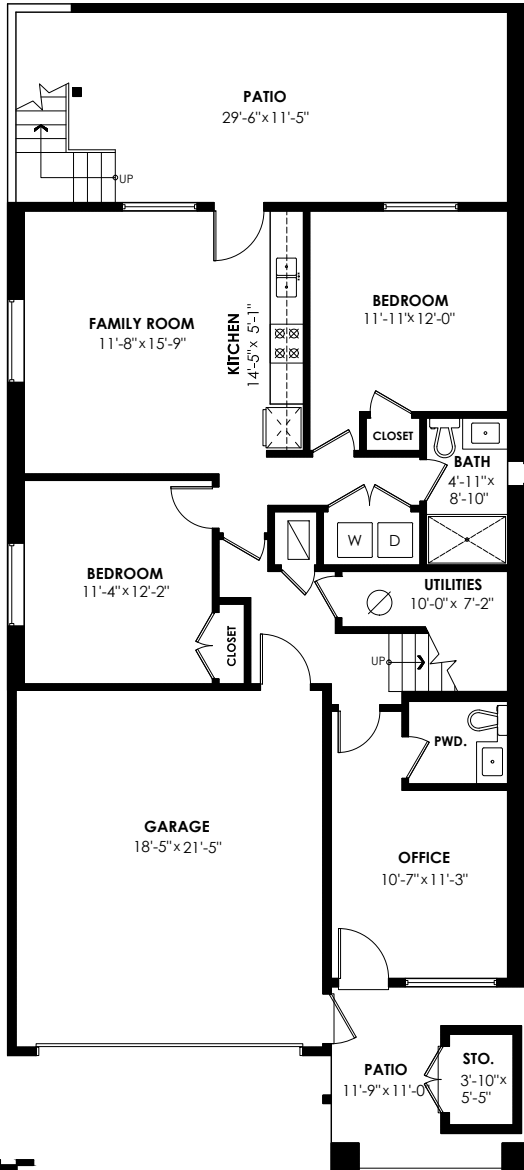 PATIO
29'-6"x11'-5"
UP
FAMILY ROOM
11'-8"x15'-9"
KITCHEN
14'-5"x 5'-1"
BEDROOM
11'-11'x12'-0"
CLOSET
BATH
4'-11"x
8'-10"
W
D
BEDROOM
11'-4"x12'-2"
CLOSET
UTILITIES
10'-0"x 7'-2"
UP
PWD.
GARAGE
18'-5"x21'-5"
OFFICE
10'-7"x11'-3"
PATIO
11'-9"x11'-0
STO.
3'-10"x
5'-5"